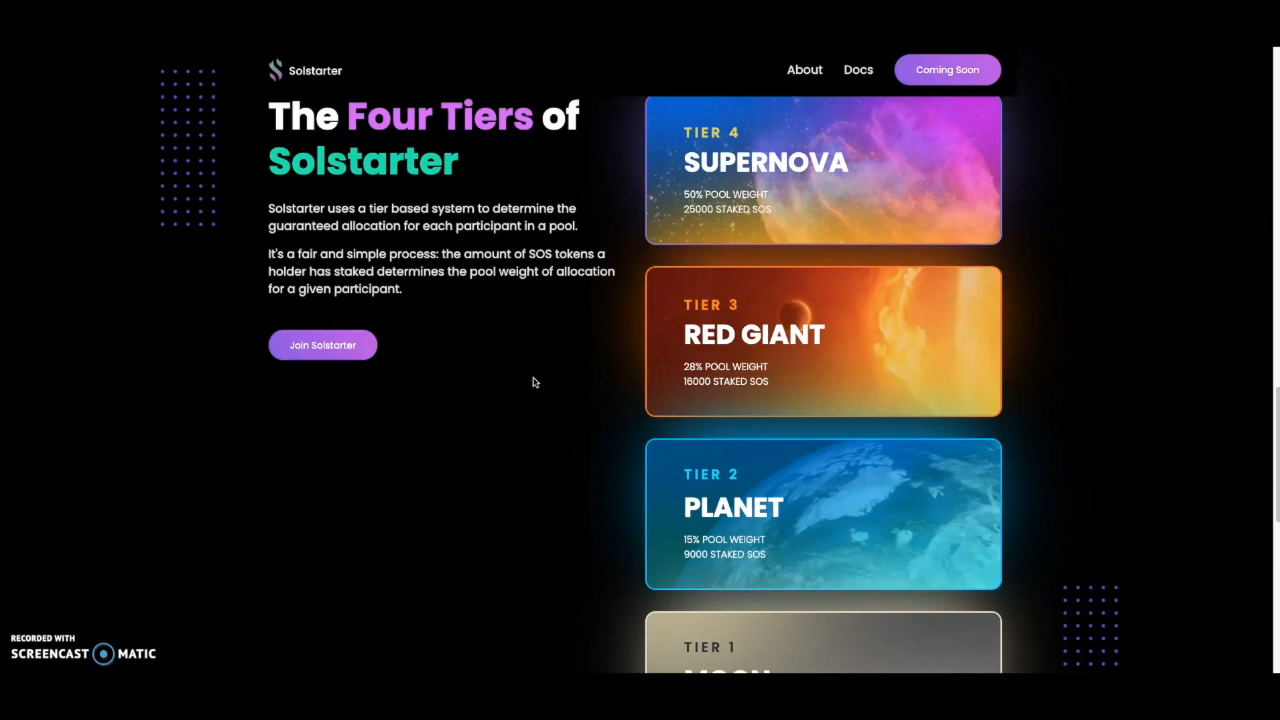 Solstarter
About
Docs
Coming Soon
The Four Tiers of
Solstarter
Solstarter uses a tier based system to determine the
guaranteed allocation for each participant in a pool.
It's a fair and simple process: the amount of SOS tokens a
holder has staked determines the pool weight of allocation
for a given participant.
Join Solstarter
TIER 4
SUPERNOVA
50% POOL WEIGHT
25000 STAKED SOS
TIER 3
RED GIANT
28% POOL WEIGHT
16000 STAKED SOS
TIER 2
PLANET
15% POOL WEIGHT
9000 STAKED SOS
TIER 1
MOON
RECORDED WITH
SCREENCAST MATIC